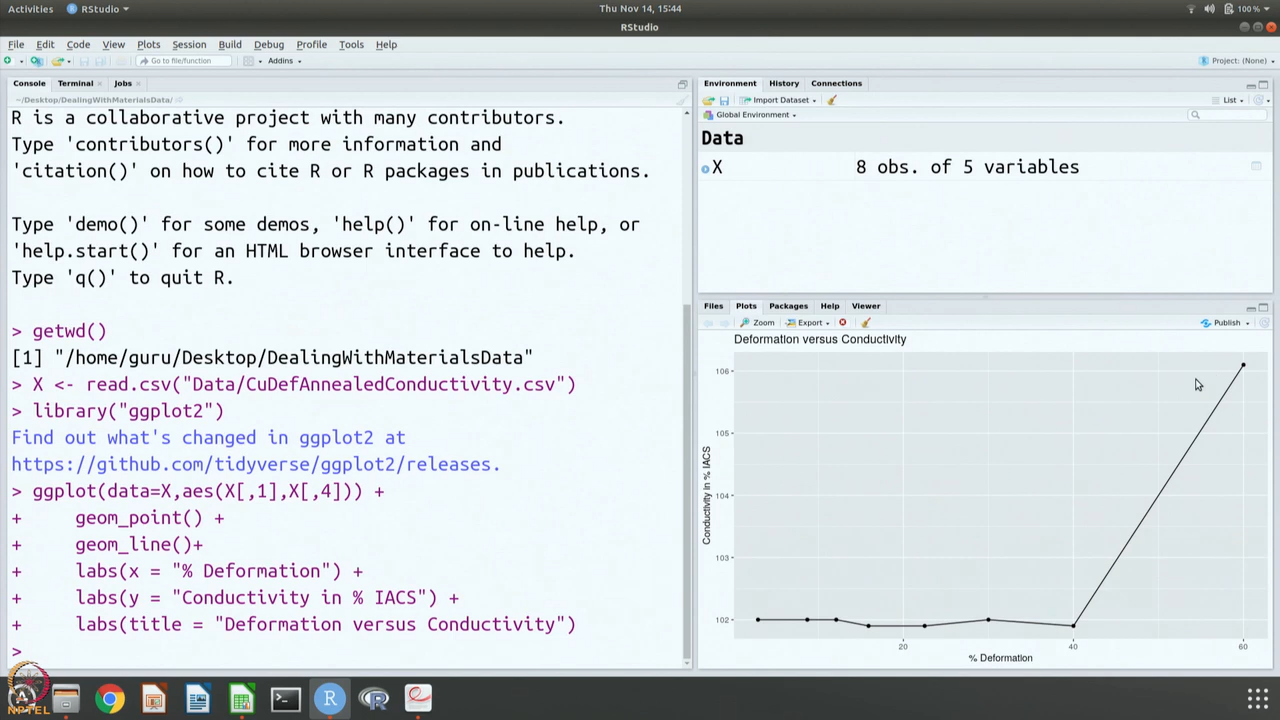 Activities RStudio Thu Nov 14, 15:44 100 %
RStudio
File Edit Code View Plots Session Build Debug Profile Tools Help
Go to file/function Addins Project: (None)
Console Terminal Jobs
~/Desktop/DealingWithMaterialsData/
R is a collaborative project with many contributors.
Type 'contributors()' for more information and
'citation()' on how to cite R or R packages in publications.
Type 'demo()' for some demos, 'help()' for on-line help, or
'help.start()' for an HTML browser interface to help.
Type 'q()' to quit R.
> getwd()
[1] "/home/guru/Desktop/DealingWithMaterialsData"
> X <- read.csv("Data/CuDefAnnealedConductivity.csv")
> library("ggplot2")
Find out what's changed in ggplot2 at
https://github.com/tidyverse/ggplot2/releases.
> ggplot(data=X,aes(X[,1],X[,4])) +
+ geom_point() +
+ geom_line()+
+ labs(x = "% Deformation") +
+ labs(y = "Conductivity in % IACS") +
+ labs(title = "Deformation versus Conductivity")
>
Environment History Connections
Import Dataset List
Global Environment
Data
X 8 obs. of 5 variables
Files Plots Packages Help Viewer
Zoom Export Publish
Deformation versus Conductivity
106
105
104
103
102
Conductivity in % IACS
20 40 60
% Deformation
NPTEL